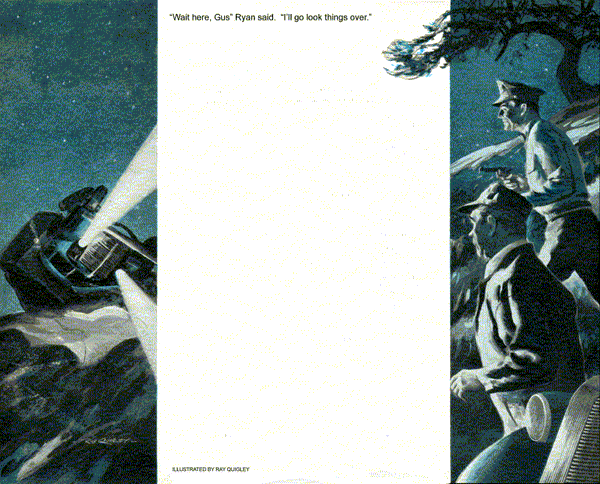 “Wait here, Gus” Ryan said.  “I’ll go look things over.”
ILLUSTRATED BY RAY QUIGLEY